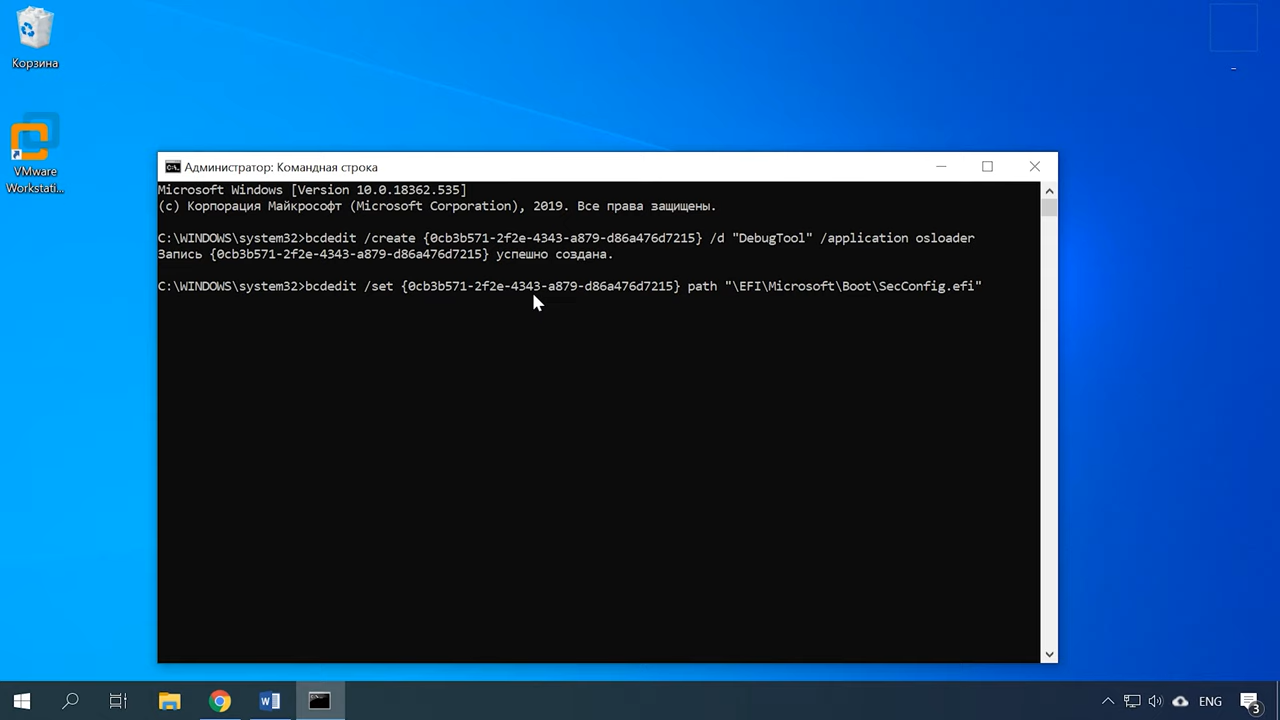 Корзина
VMware
Workstati...
Администратор: Командная строка
Microsoft Windows [Version 10.0.18362.535]
(c) Корпорация Майкрософт (Microsoft Corporation), 2019. Все права защищены.
C:\WINDOWS\system32>bcdedit /create {0cb3b571-2f2e-4343-a879-d86a476d7215} /d "DebugTool" /application osloader
Запись {0cb3b571-2f2e-4343-a879-d86a476d7215} успешно создана.
C:\WINDOWS\system32>bcdedit /set {0cb3b571-2f2e-4343-a879-d86a476d7215} path "\EFI\Microsoft\Boot\SecConfig.efi"
ENG
3